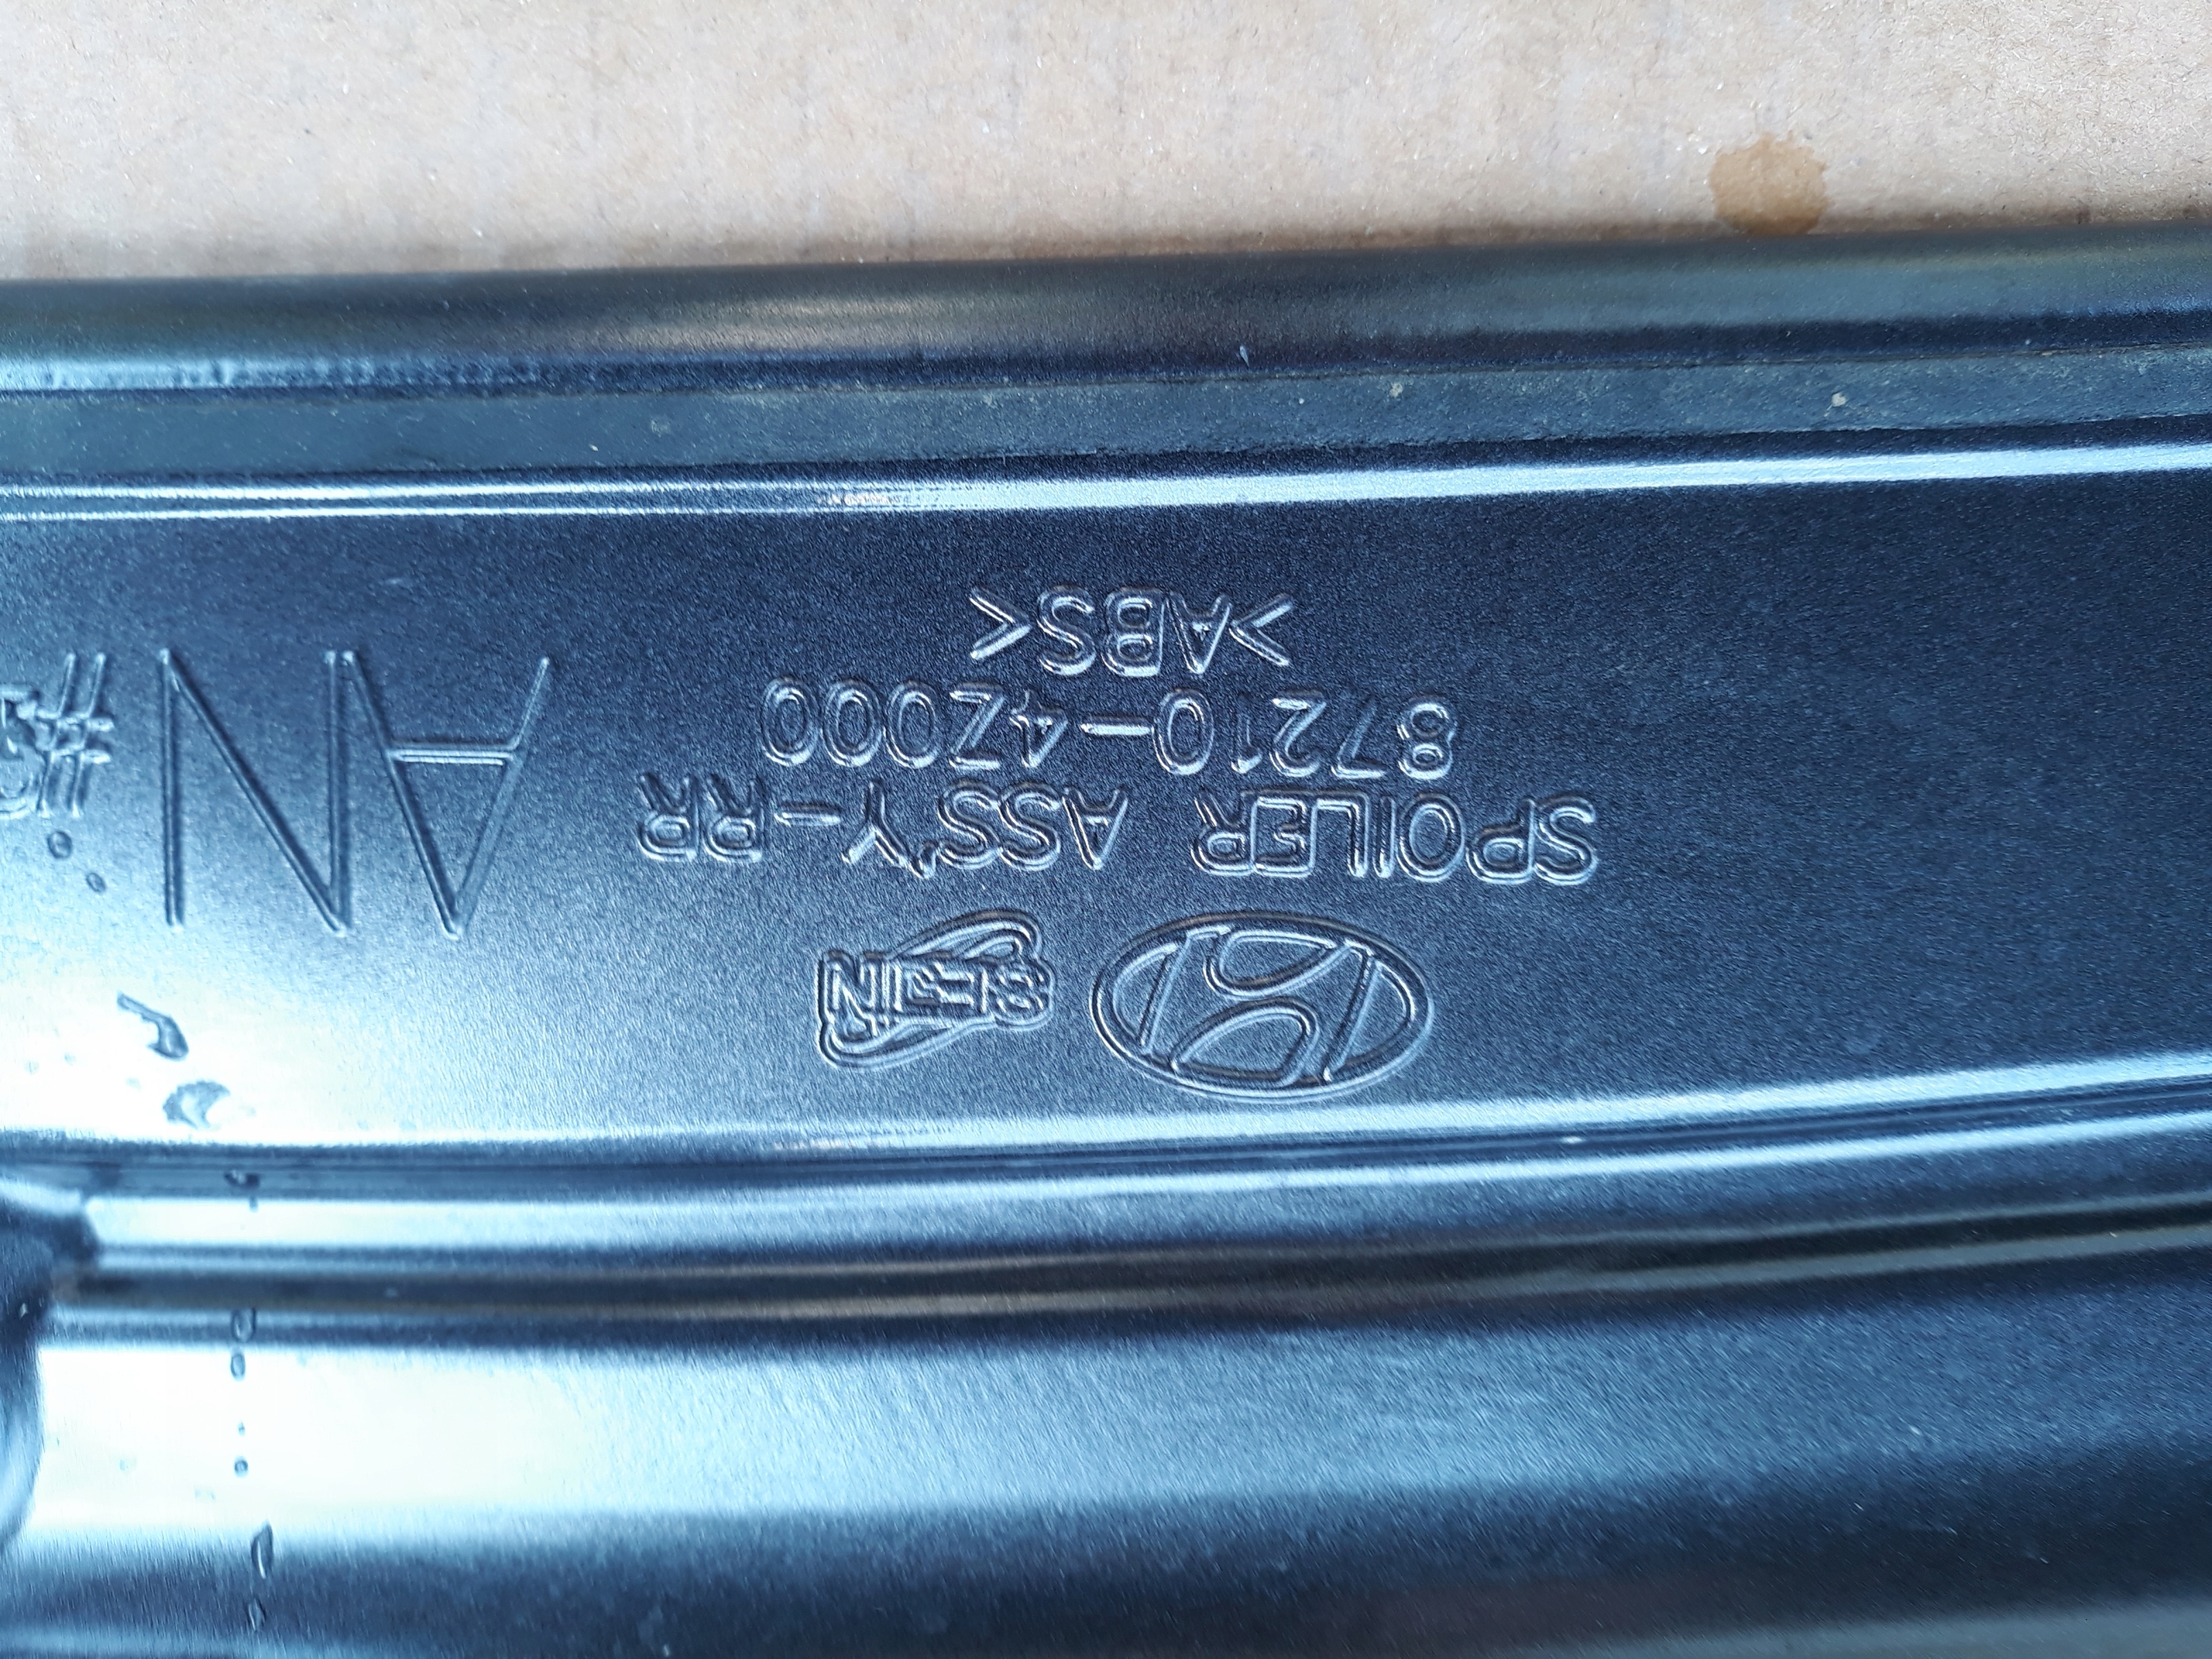 SPOILER ASS'Y-RR
87210-4Z000
>ABS<
AN